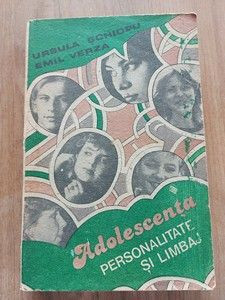 URSULA ȘCHIOPU
EMIL VERZA
Adolescența
PERSONALITATE
ȘI LIMBAJ